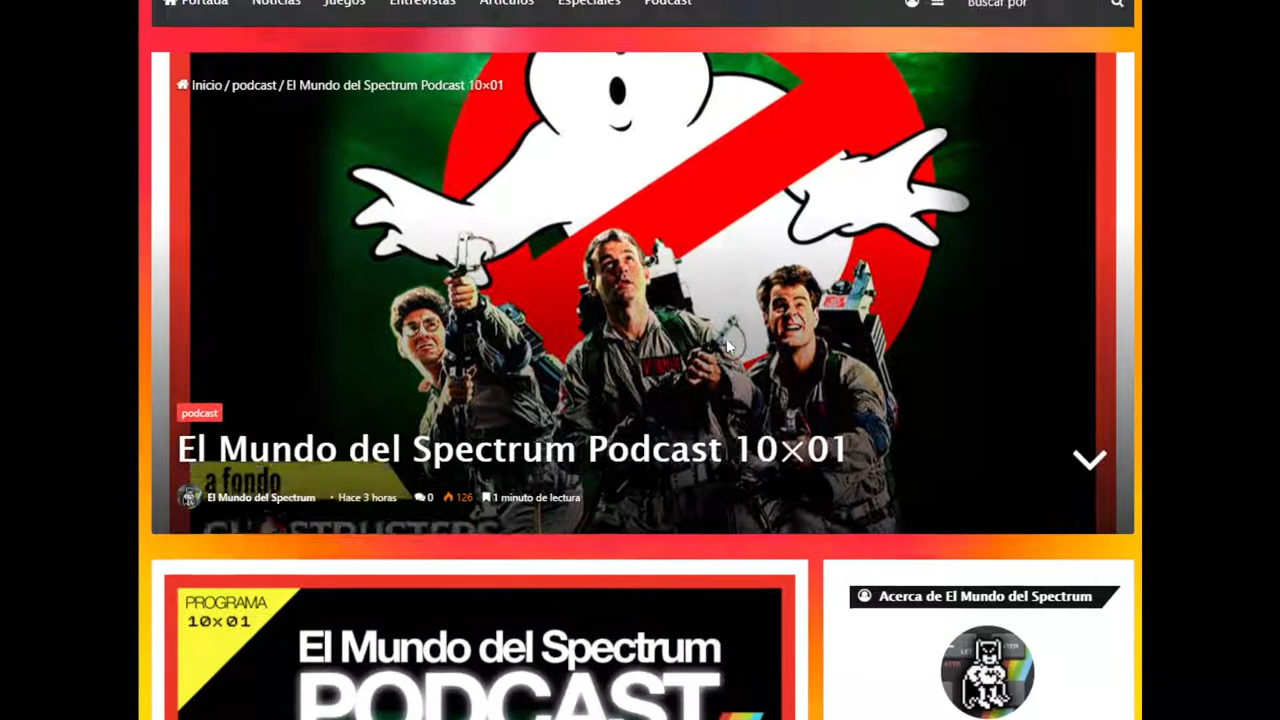 Portada Noticias Juegos Entrevistas Artículos Especiales Podcast Buscar por
Inicio / podcast / El Mundo del Spectrum Podcast 10×01
podcast
El Mundo del Spectrum Podcast 10×01
a fondo
El Mundo del Spectrum · Hace 3 horas 0 126 1 minuto de lectura
GHOSTBUSTERS
PROGRAMA
10×01
El Mundo del Spectrum
PODCAST
Acerca de El Mundo del Spectrum